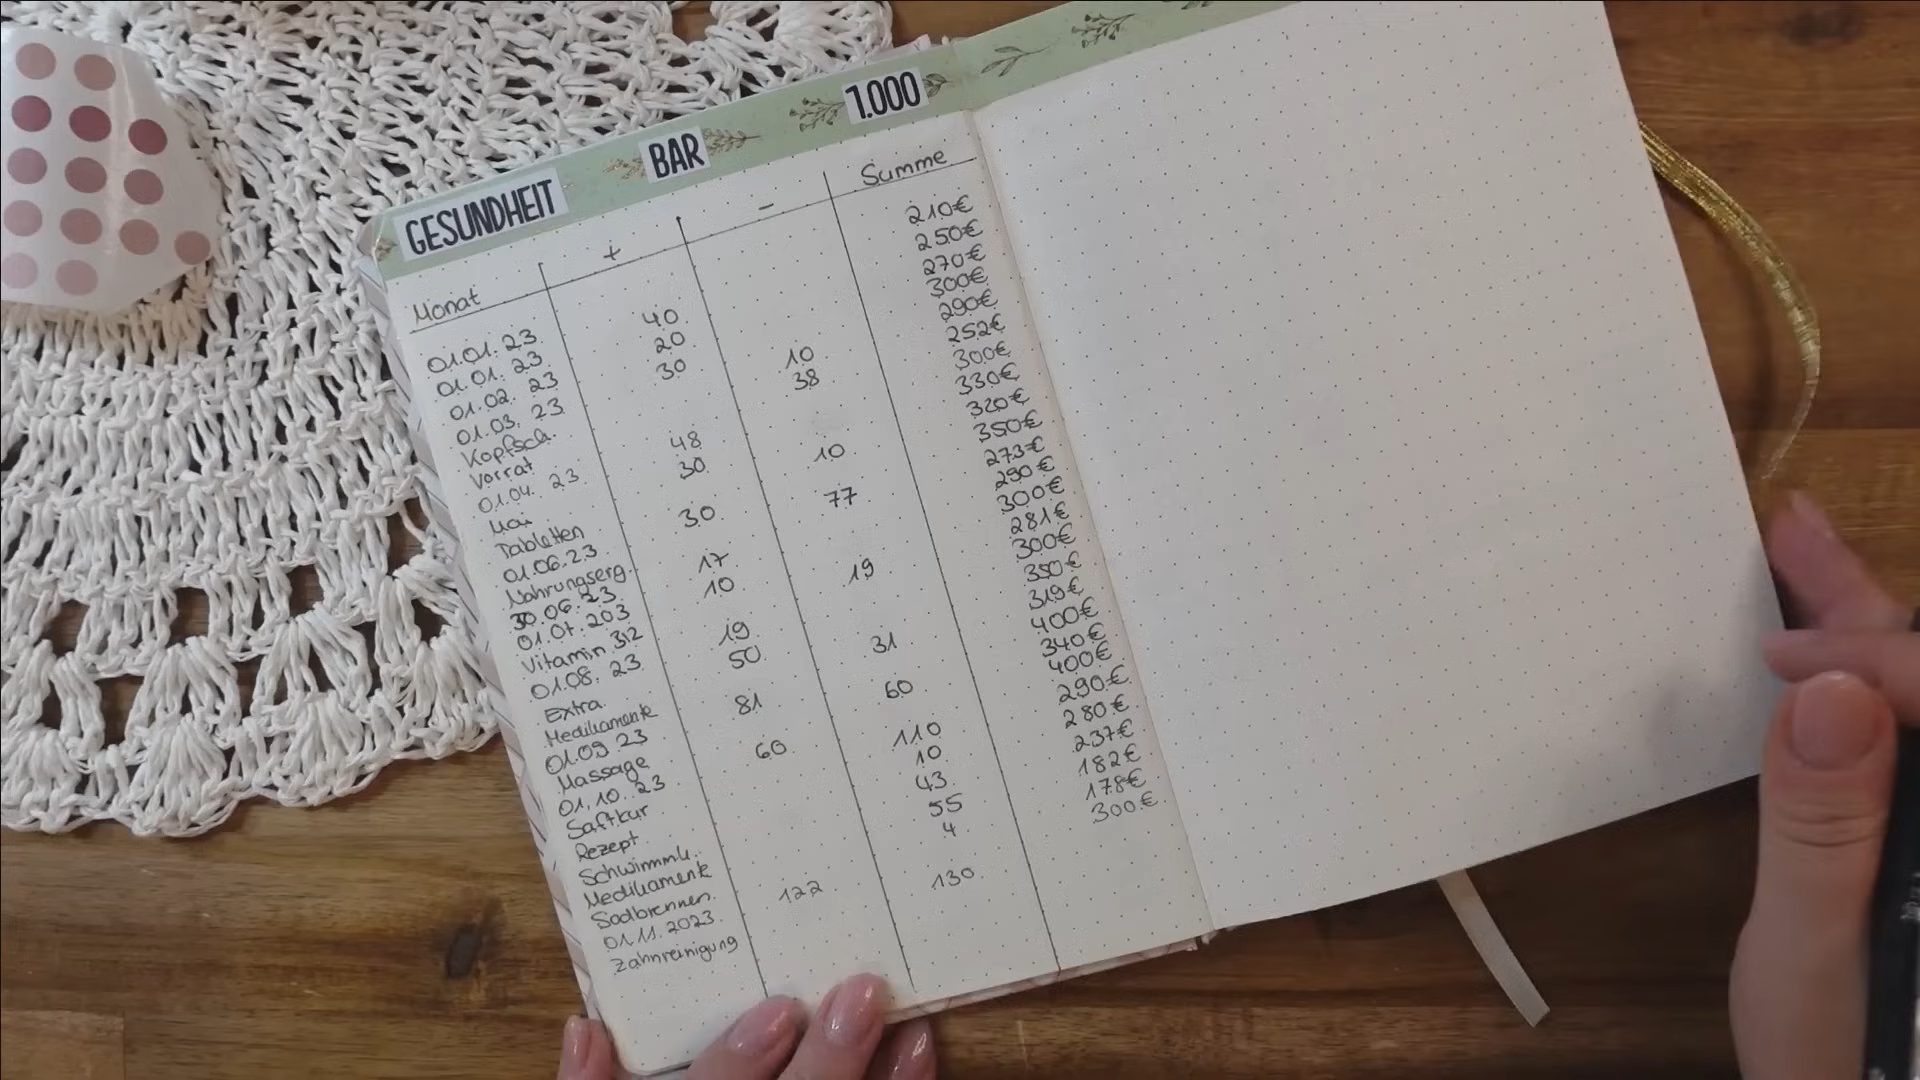 GESUNDHEIT BAR 1.000
Monat + - Summe
01.01.23 210€
01.01.23 40 250€
01.02.23 20 270€
01.03.23 30 300€
Kopfsch. 10 290€
Vorrat 38 252€
01.04.23 48 300€
Mai 30 330€
Tabletten 10 320€
01.06.23 30 350€
Nahrungserg. 77 273€
30.06.23 17 290€
01.07.203 10 300€
Vitamin B12 19 281€
01.08.23 19 300€
Extra 50 350€
Medikamente 31 319€
01.09.23 81 400€
Massage 60 340€
01.10.23 60 400€
Saftkur 110 290€
Rezept 10 280€
Schwimmk. 43 237€
Medikamente 55 182€
Sodbrennen 4 178€
01.11.2023 122 300€
Zahnreinigung 130